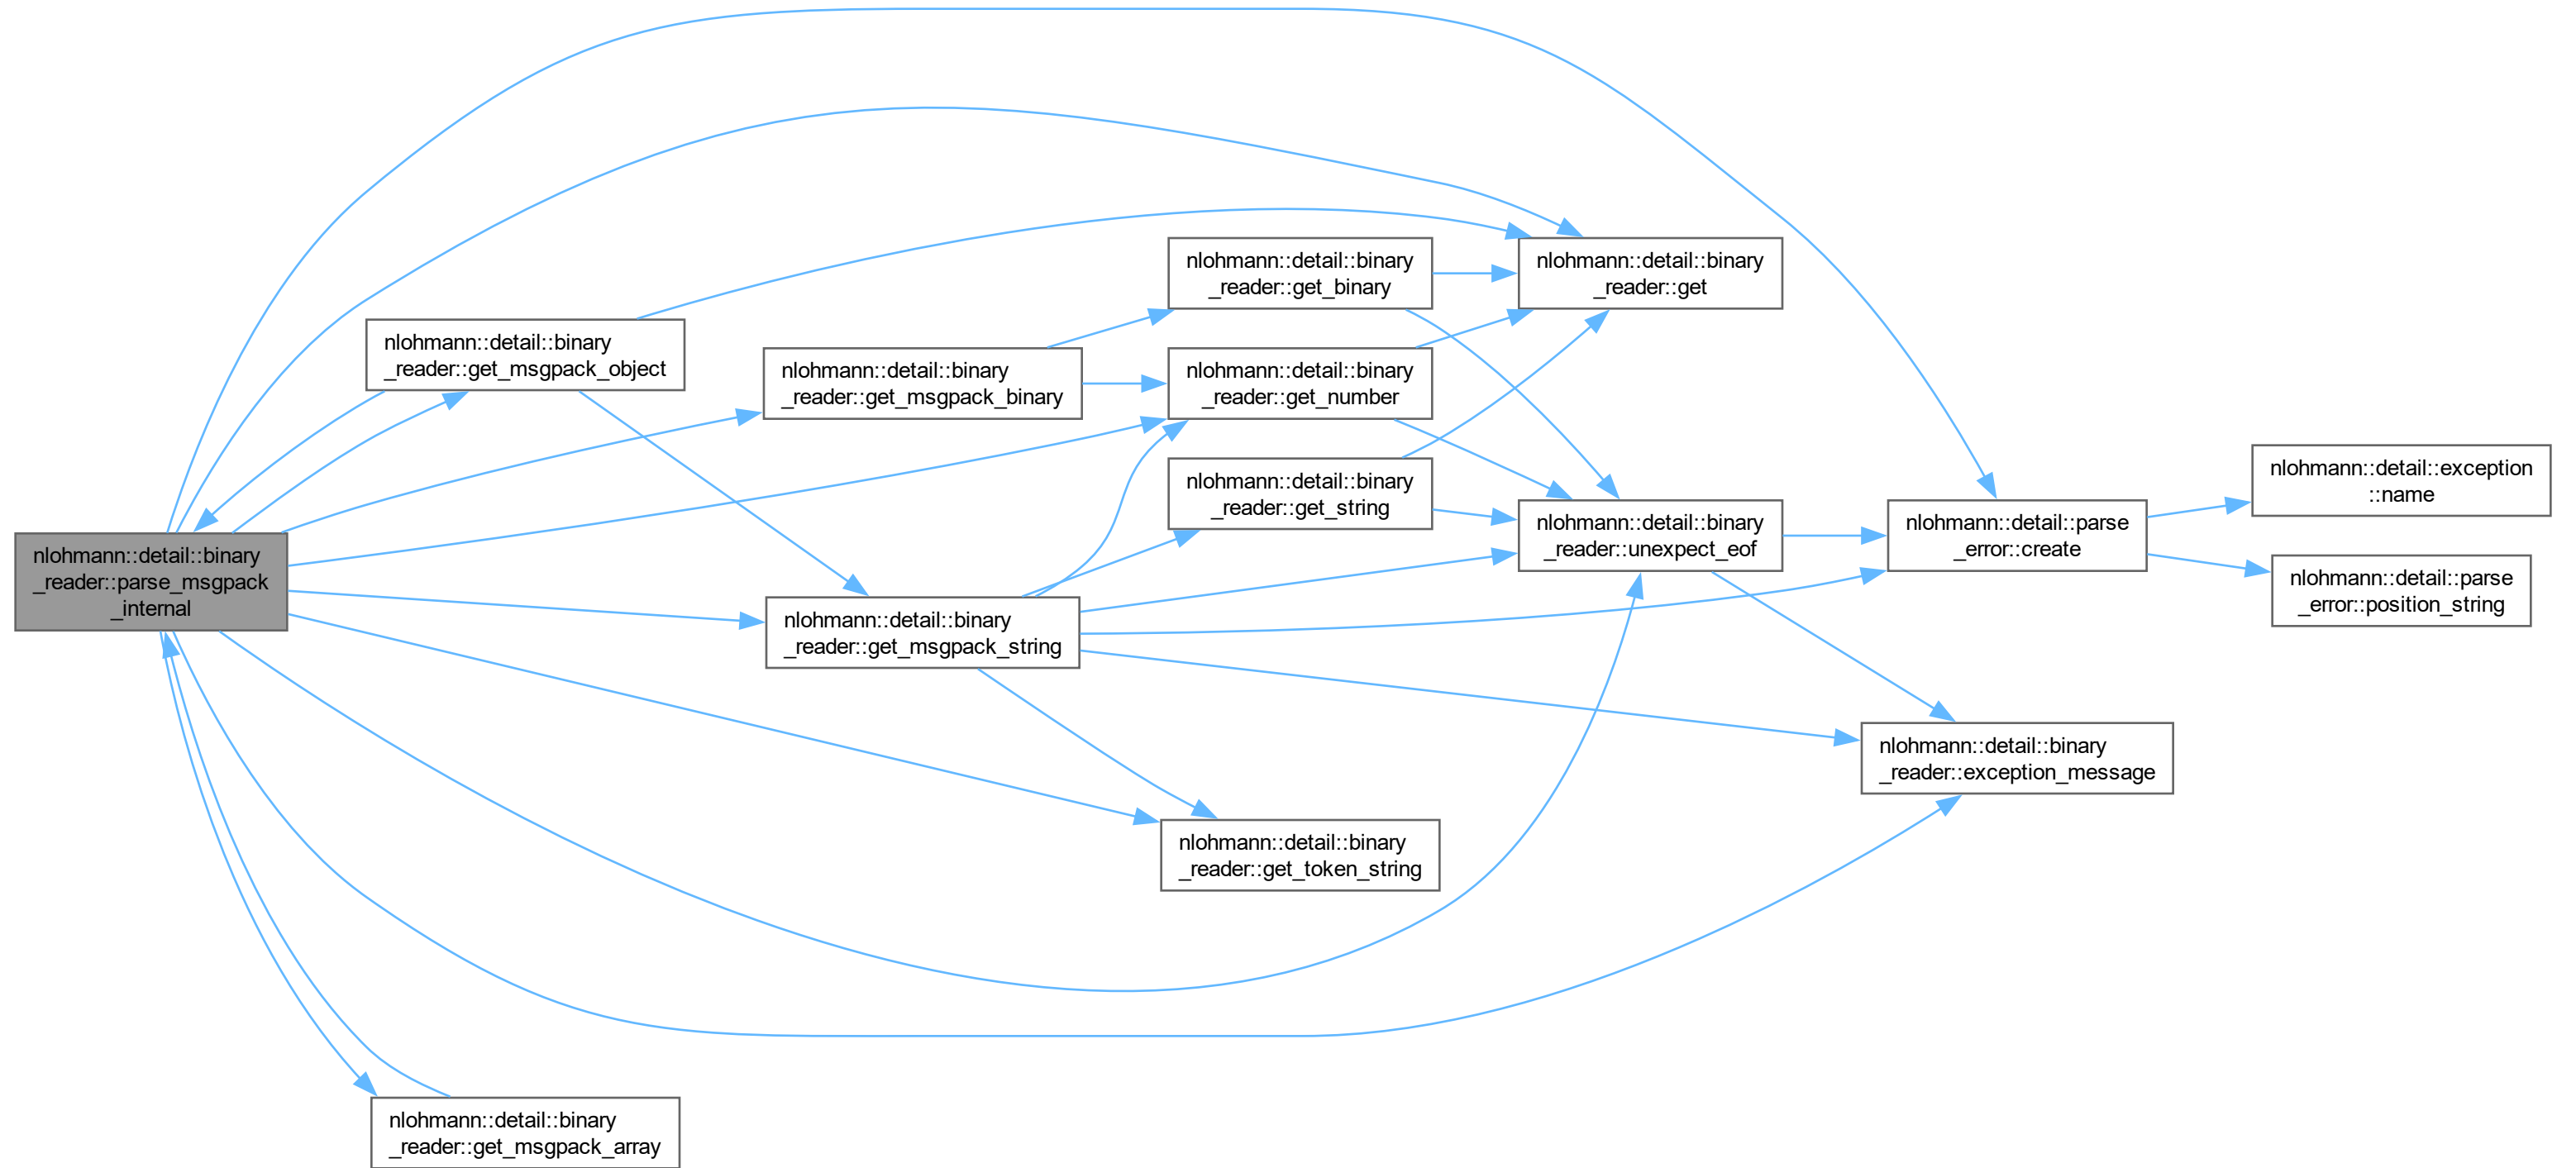 nlohmann::detail::binary
_reader::parse_msgpack
_internal
nlohmann::detail::binary
_reader::get_msgpack_object
nlohmann::detail::binary
_reader::get_msgpack_binary
nlohmann::detail::binary
_reader::get_binary
nlohmann::detail::binary
_reader::get
nlohmann::detail::binary
_reader::get_number
nlohmann::detail::binary
_reader::get_string
nlohmann::detail::binary
_reader::unexpect_eof
nlohmann::detail::parse
_error::create
nlohmann::detail::exception
::name
nlohmann::detail::parse
_error::position_string
nlohmann::detail::binary
_reader::get_msgpack_string
nlohmann::detail::binary
_reader::exception_message
nlohmann::detail::binary
_reader::get_token_string
nlohmann::detail::binary
_reader::get_msgpack_array